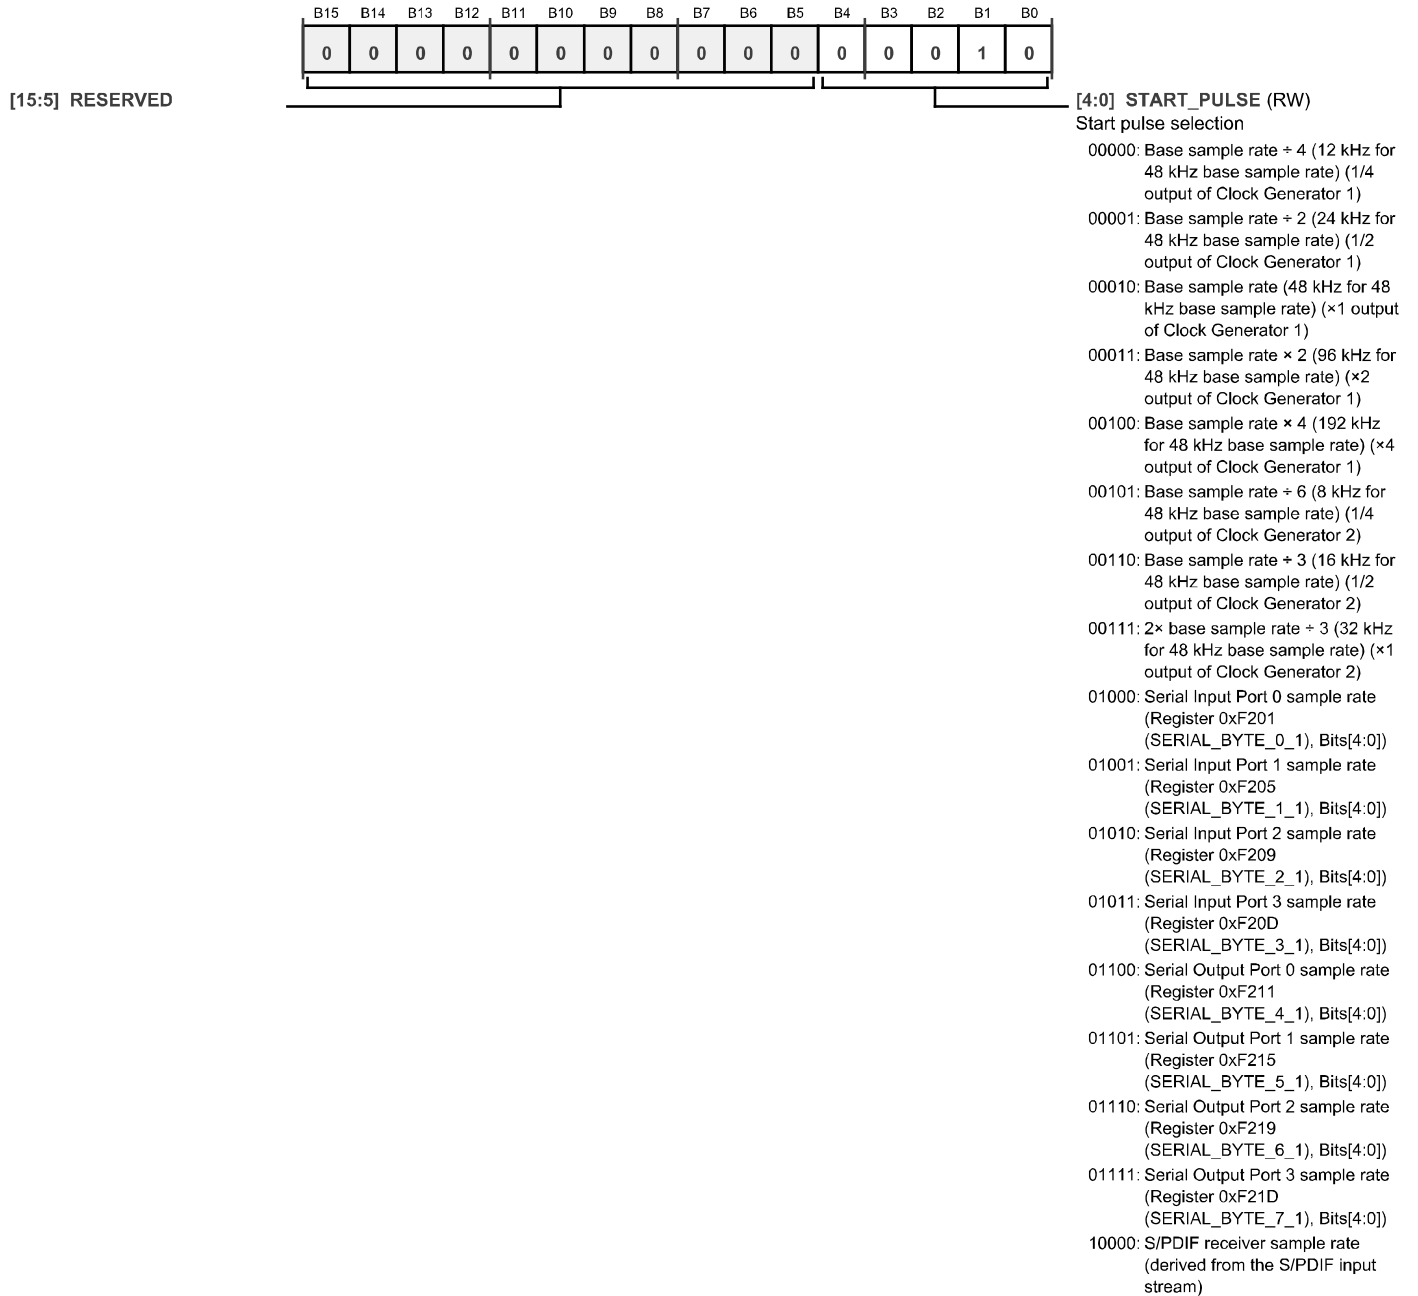 B15 B14 B13 B12 B11 B10 B9 B8 B7 B6 B5 B4 B3 B2 B1 B0
0 0 0 0 0 0 0 0 0 0 0 0 0 0 1 0
[15:5] RESERVED
[4:0] START_PULSE (RW)
Start pulse selection
00000: Base sample rate ÷ 4 (12 kHz for
48 kHz base sample rate) (1/4
output of Clock Generator 1)
00001: Base sample rate ÷ 2 (24 kHz for
48 kHz base sample rate) (1/2
output of Clock Generator 1)
00010: Base sample rate (48 kHz for 48
kHz base sample rate) (×1 output
of Clock Generator 1)
00011: Base sample rate × 2 (96 kHz for
48 kHz base sample rate) (×2
output of Clock Generator 1)
00100: Base sample rate × 4 (192 kHz
for 48 kHz base sample rate) (×4
output of Clock Generator 1)
00101: Base sample rate ÷ 6 (8 kHz for
48 kHz base sample rate) (1/4
output of Clock Generator 2)
00110: Base sample rate ÷ 3 (16 kHz for
48 kHz base sample rate) (1/2
output of Clock Generator 2)
00111: 2× base sample rate ÷ 3 (32 kHz
for 48 kHz base sample rate) (×1
output of Clock Generator 2)
01000: Serial Input Port 0 sample rate
(Register 0xF201
(SERIAL_BYTE_0_1), Bits[4:0])
01001: Serial Input Port 1 sample rate
(Register 0xF205
(SERIAL_BYTE_1_1), Bits[4:0])
01010: Serial Input Port 2 sample rate
(Register 0xF209
(SERIAL_BYTE_2_1), Bits[4:0])
01011: Serial Input Port 3 sample rate
(Register 0xF20D
(SERIAL_BYTE_3_1), Bits[4:0])
01100: Serial Output Port 0 sample rate
(Register 0xF211
(SERIAL_BYTE_4_1), Bits[4:0])
01101: Serial Output Port 1 sample rate
(Register 0xF215
(SERIAL_BYTE_5_1), Bits[4:0])
01110: Serial Output Port 2 sample rate
(Register 0xF219
(SERIAL_BYTE_6_1), Bits[4:0])
01111: Serial Output Port 3 sample rate
(Register 0xF21D
(SERIAL_BYTE_7_1), Bits[4:0])
10000: S/PDIF receiver sample rate
(derived from the S/PDIF input
stream)